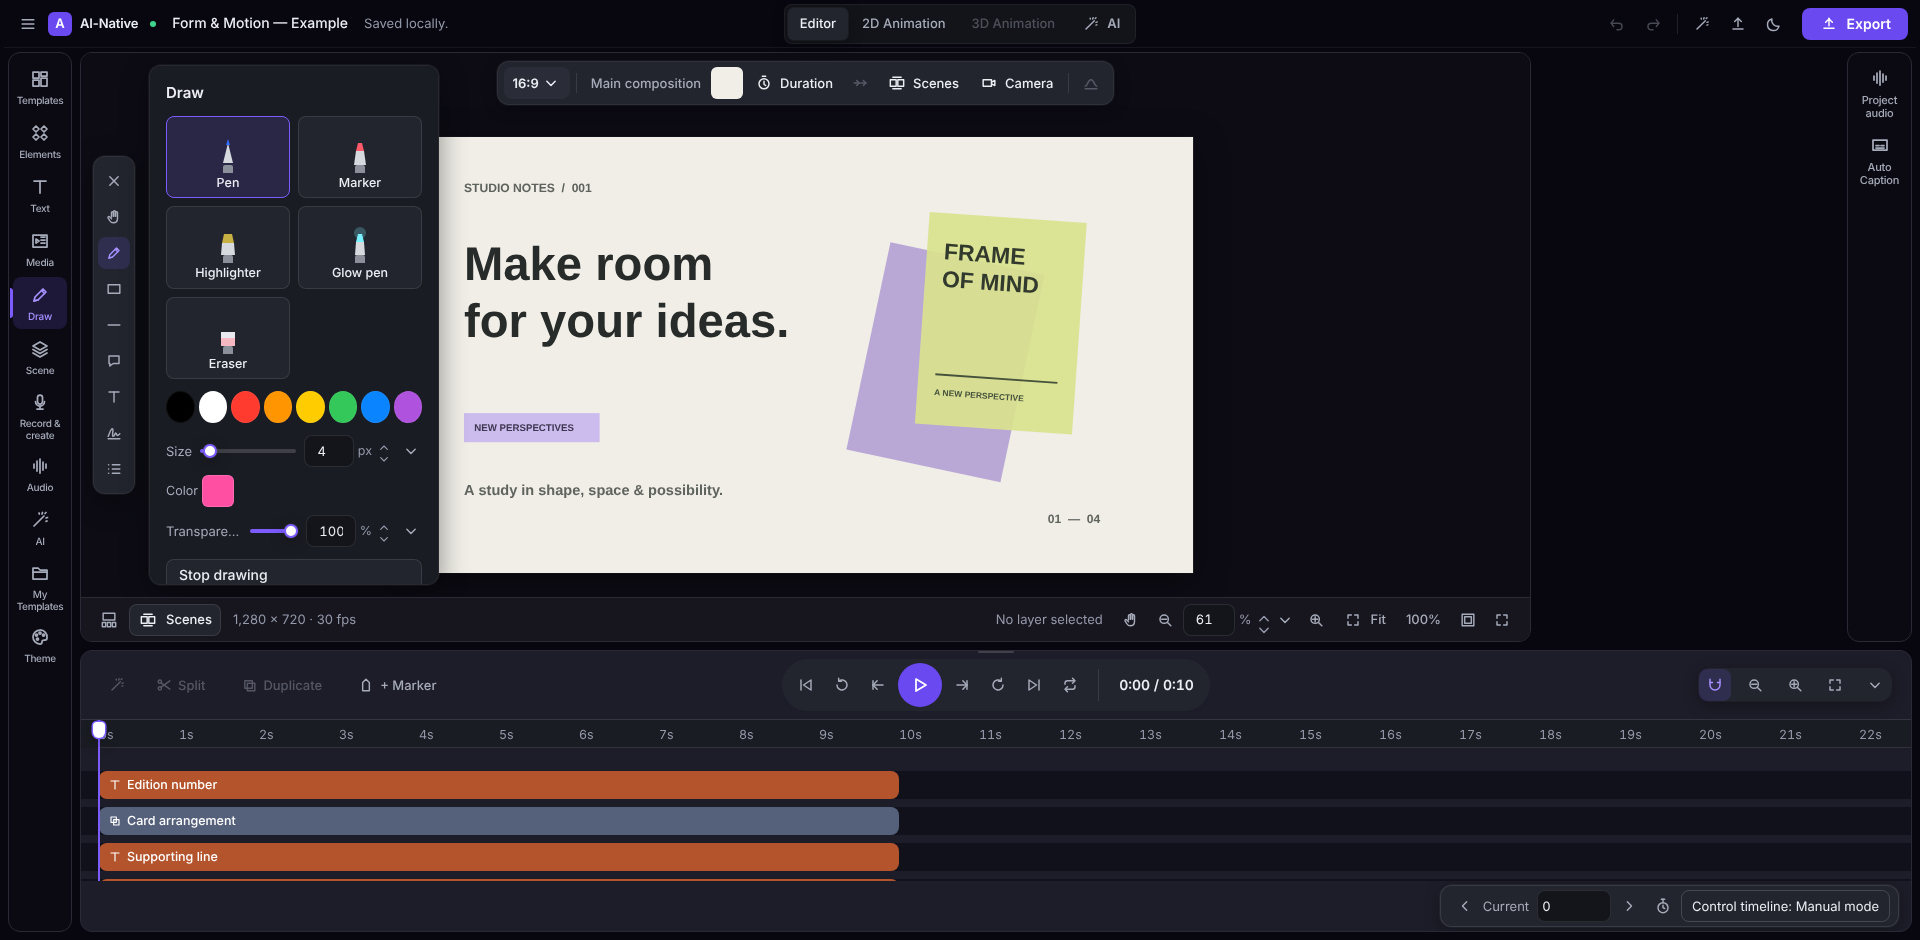 A AI-Native Form & Motion — Example Saved locally.
Editor 2D Animation 3D Animation AI
Export
Templates
Elements
Text
Media
Draw
Scene
Record &
create
Audio
AI
My
Templates
Theme
Draw
Pen Marker
Highlighter Glow pen
Eraser
Size 4 px
Color
Transpare... 100 %
Stop drawing
16:9 Main composition Duration Scenes Camera
STUDIO NOTES / 001
Make room
for your ideas.
NEW PERSPECTIVES
A study in shape, space & possibility.
FRAME
OF MIND
A NEW PERSPECTIVE
01 — 04
Project
audio
Auto
Caption
Scenes 1,280 × 720 · 30 fps No layer selected 61 % Fit 100%
Split Duplicate + Marker 0:00 / 0:10
1s 2s 3s 4s 5s 6s 7s 8s 9s 10s 11s 12s 13s 14s 15s 16s 17s 18s 19s 20s 21s 22s
Edition number
Card arrangement
Supporting line
Current 0 Control timeline: Manual mode